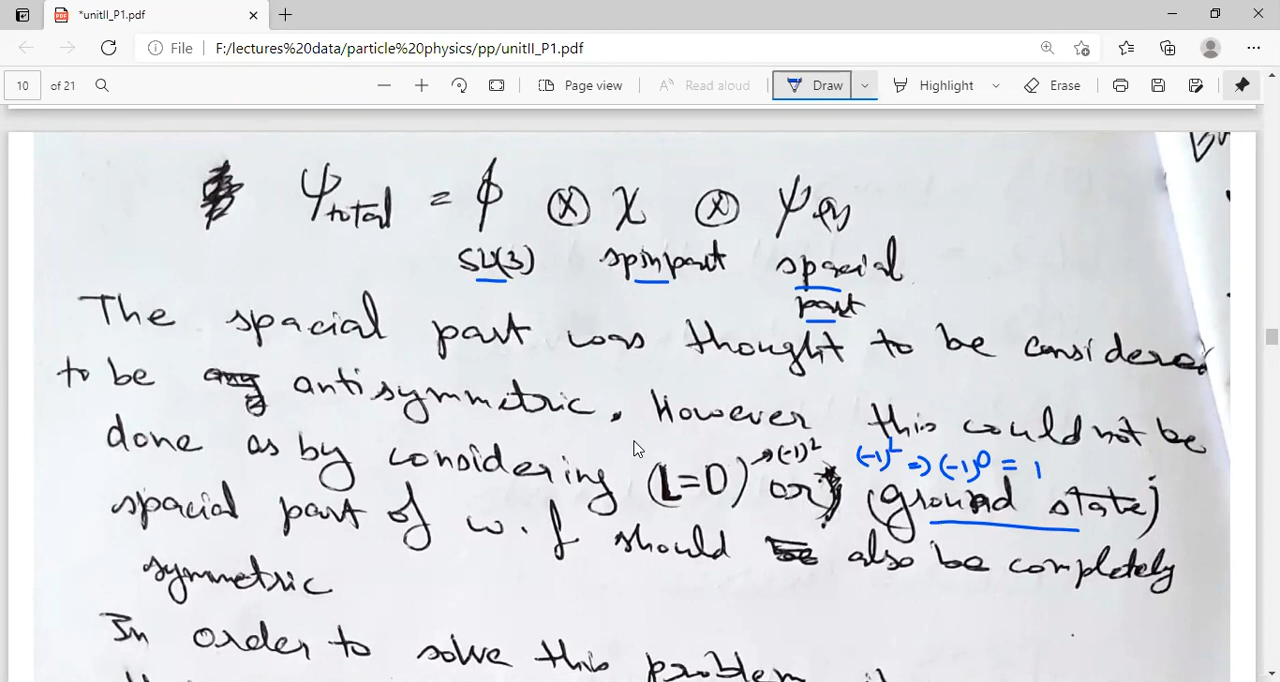 *unitII_P1.pdf
File F:/lectures%20data/particle%20physics/pp/unitII_P1.pdf
10 of 21 Page view Read aloud Draw Highlight Erase
ψtotal = ϕ ⊗ χ ⊗ ψ
SU(3) spinpart spacial
part
The spacial part was thought to be considered
to be antisymmetric. However this could not be
done as by considering (L=0) or (ground state)
→(-1)^L (-1)^L ⇒ (-1)^0 = 1
spacial part of w.f should also be completely
symmetric
In order to solve this problem